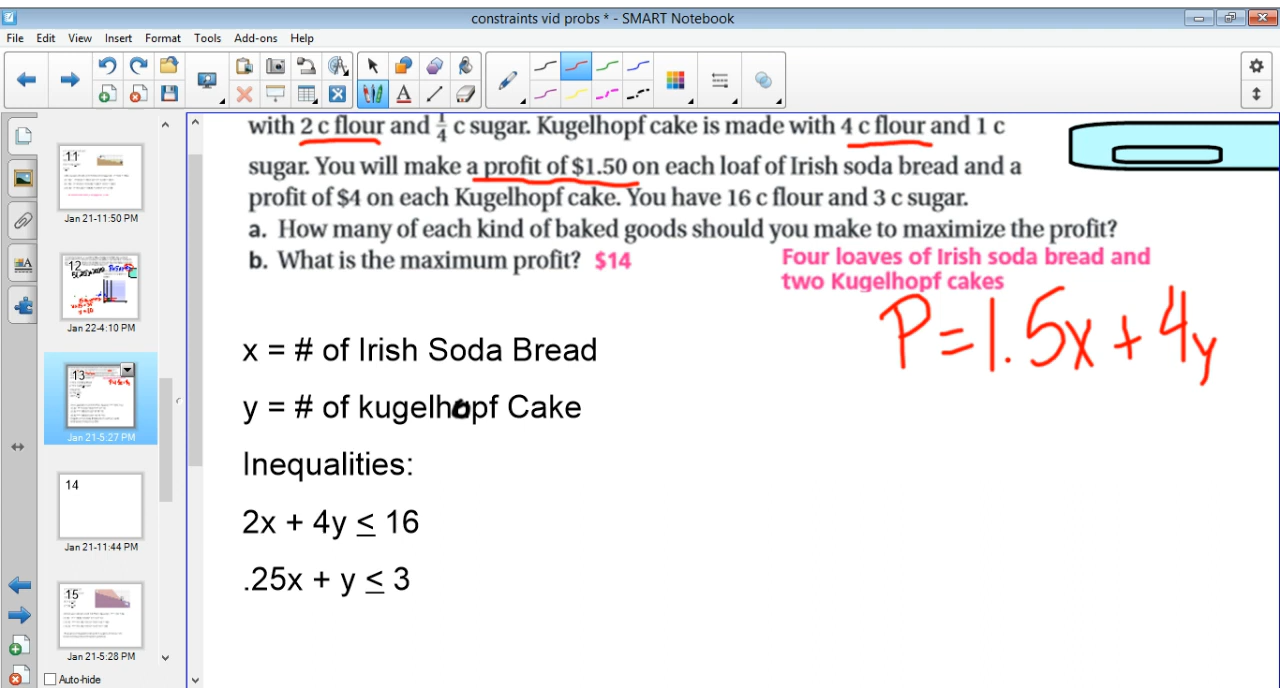 constraints vid probs * - SMART Notebook
File Edit View Insert Format Tools Add-ons Help
11
Jan 21-11:50 PM
12
Jan 22-4:10 PM
13
Jan 21-5:27 PM
14
Jan 21-11:44 PM
15
Jan 21-5:28 PM
Auto-hide
with 2 c flour and 1/4 c sugar. Kugelhopf cake is made with 4 c flour and 1 c
sugar. You will make a profit of $1.50 on each loaf of Irish soda bread and a
profit of $4 on each Kugelhopf cake. You have 16 c flour and 3 c sugar.
a. How many of each kind of baked goods should you make to maximize the profit?
b. What is the maximum profit? $14
Four loaves of Irish soda bread and
two Kugelhopf cakes
P=1.5x+4y
x = # of Irish Soda Bread
y = # of kugelhopf Cake
Inequalities:
2x + 4y ≤ 16
.25x + y ≤ 3